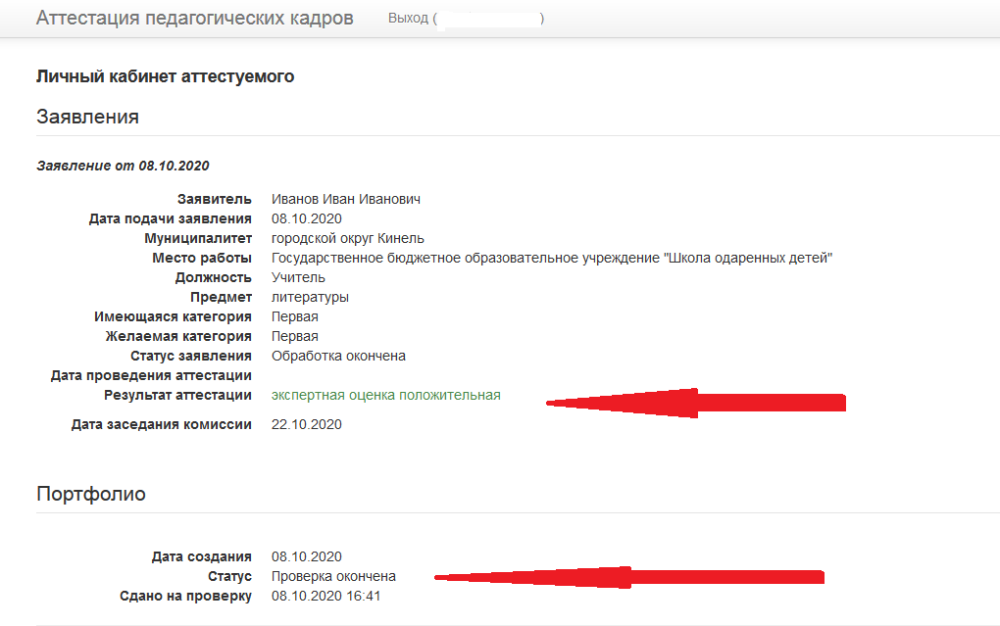 Аттестация педагогических кадров Выход ( )
Личный кабинет аттестуемого
Заявления
Заявление от 08.10.2020
Заявитель Иванов Иван Иванович
Дата подачи заявления 08.10.2020
Муниципалитет городской округ Кинель
Место работы Государственное бюджетное образовательное учреждение "Школа одаренных детей"
Должность Учитель
Предмет литературы
Имеющаяся категория Первая
Желаемая категория Первая
Статус заявления Обработка окончена
Дата проведения аттестации
Результат аттестации экспертная оценка положительная
Дата заседания комиссии 22.10.2020
Портфолио
Дата создания 08.10.2020
Статус Проверка окончена
Сдано на проверку 08.10.2020 16:41